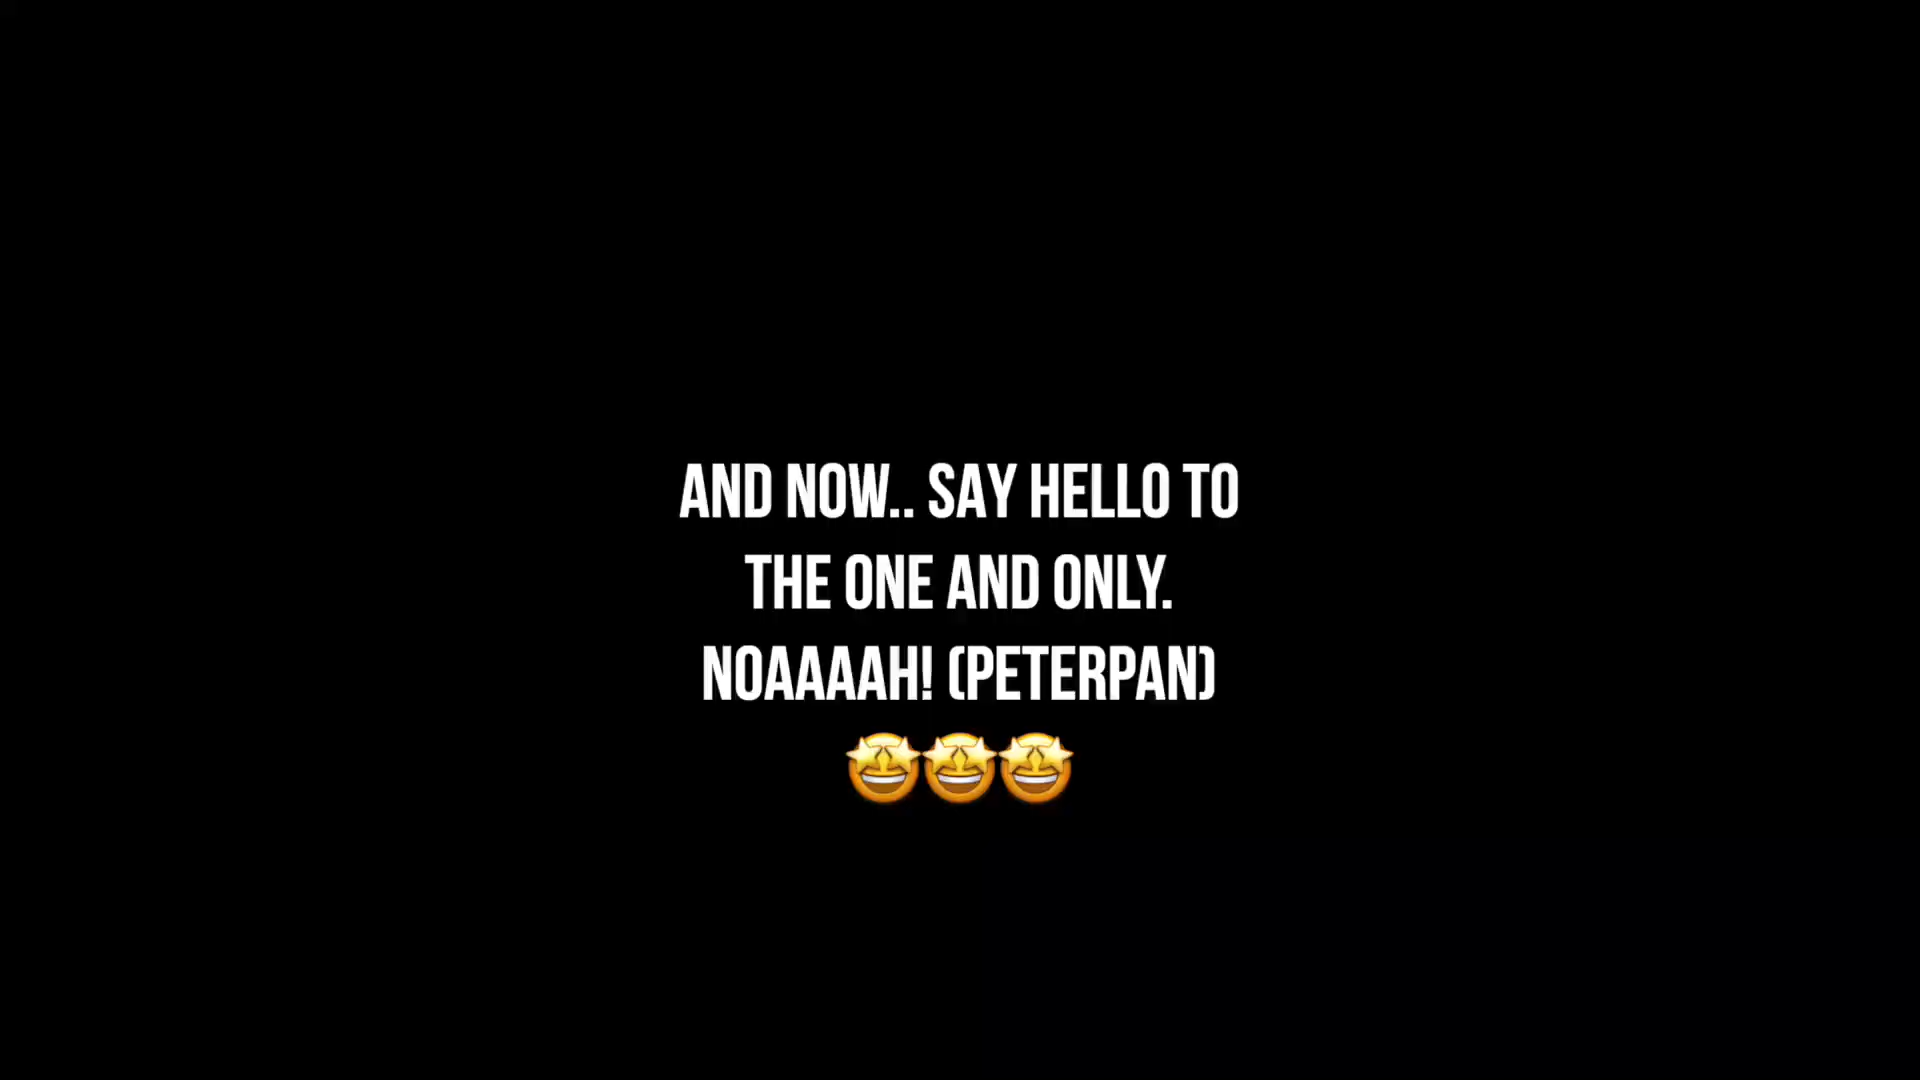 AND NOW.. SAY HELLO TO
THE ONE AND ONLY.
NOAAAAH! (PETERPAN)
🤩🤩🤩